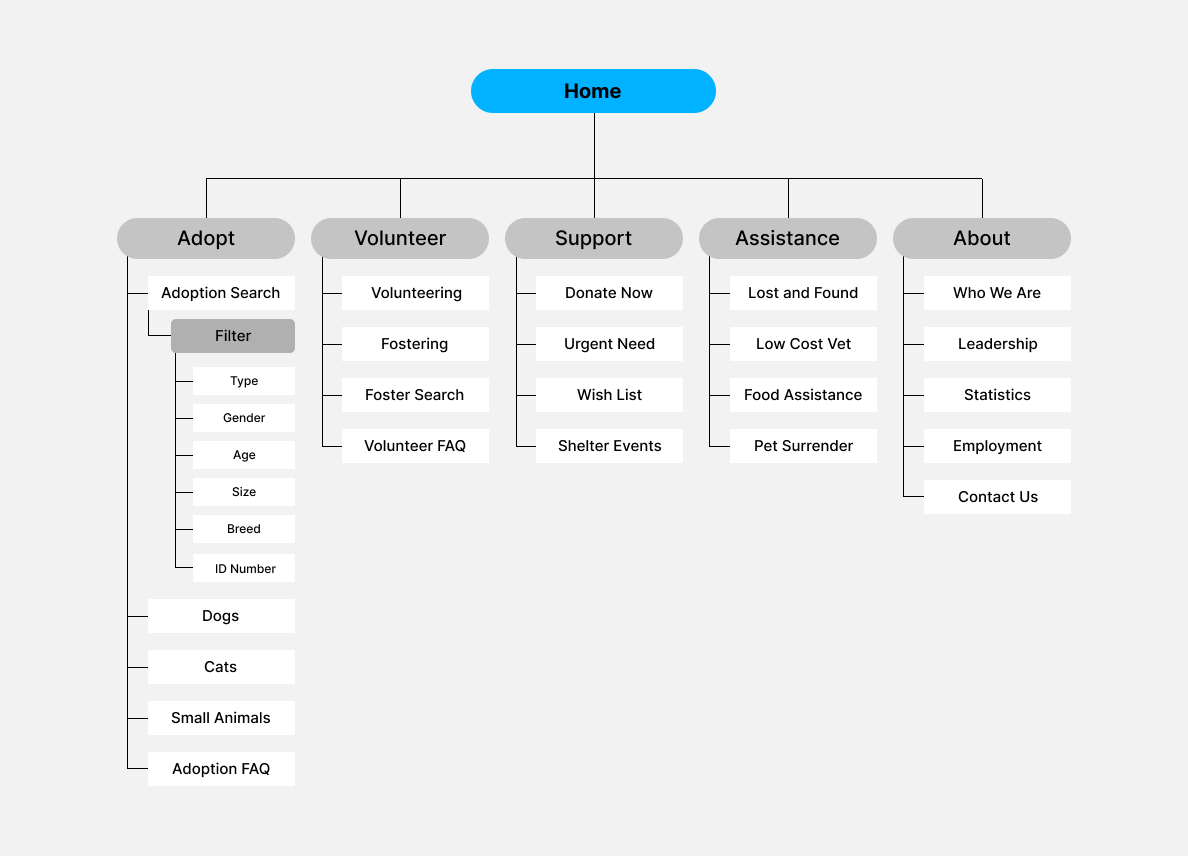 Home
Adopt
Adoption Search
Filter
Type
Gender
Age
Size
Breed
ID Number
Dogs
Cats
Small Animals
Adoption FAQ
Volunteer
Volunteering
Fostering
Foster Search
Volunteer FAQ
Support
Donate Now
Urgent Need
Wish List
Shelter Events
Assistance
Lost and Found
Low Cost Vet
Food Assistance
Pet Surrender
About
Who We Are
Leadership
Statistics
Employment
Contact Us